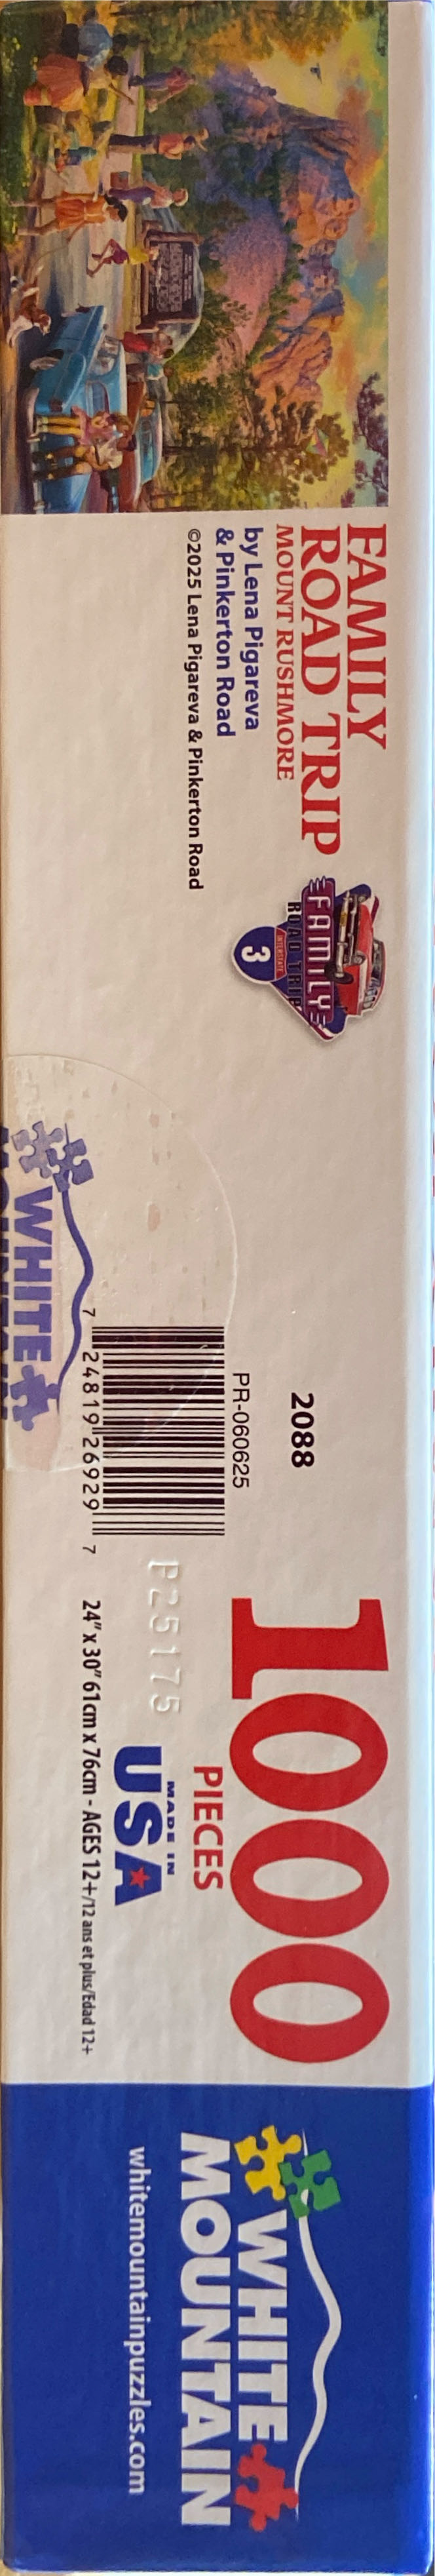 FAMILY
ROAD TRIP
MOUNT RUSHMORE
by Lena Pigareva
& Pinkerton Road
©2025 Lena Pigareva & Pinkerton Road
FAMILY
ROAD TRIP
3
WHITE
2088
PR-060625
7 24819 26929 7
P25175
1000
PIECES
MADE IN
USA
24" x 30" 61cm x 76cm - AGES 12+/12 ans et plus/Edad 12+
WHITE
MOUNTAIN
whitemountainpuzzles.com